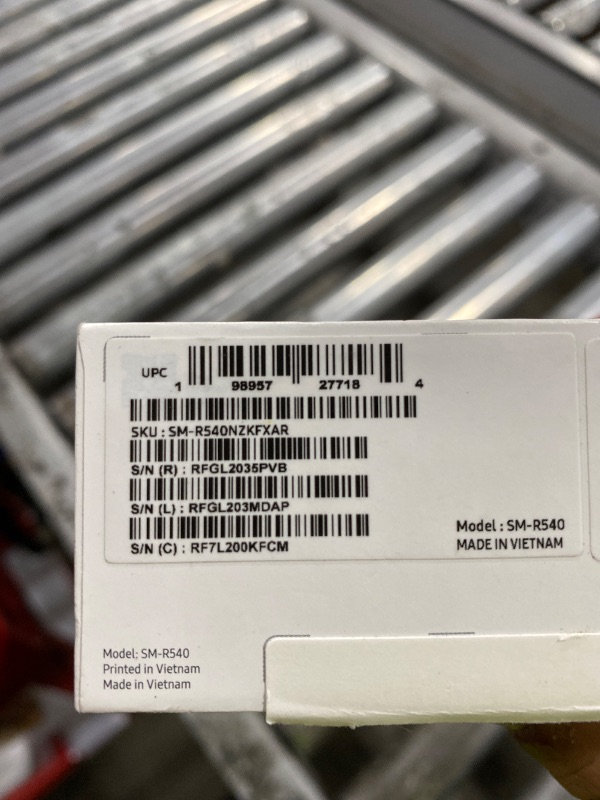 UPC
1 98957 27718 4
SKU : SM-R540NZKFXAR
S/N (R) : RFGL2035PVB
S/N (L) : RFGL203MDAP
S/N (C) : RF7L200KFCM
Model : SM-R540
MADE IN VIETNAM
Model: SM-R540
Printed in Vietnam
Made in Vietnam